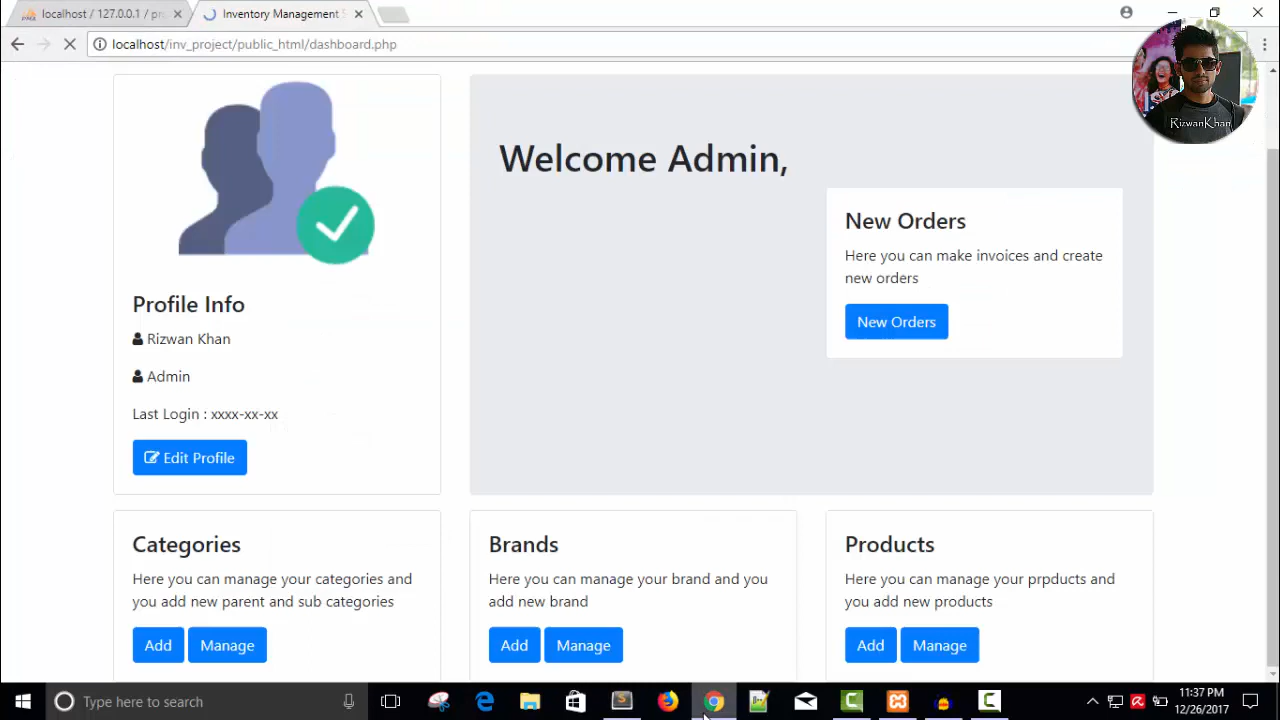 localhost / 127.0.0.1 / pr
Inventory Management S
localhost/inv_project/public_html/dashboard.php
RizwanKhan
Welcome Admin,
New Orders
Here you can make invoices and create
new orders
New Orders
Profile Info
Rizwan Khan
Admin
Last Login : xxxx-xx-xx
Edit Profile
Categories
Here you can manage your categories and
you add new parent and sub categories
Add Manage
Brands
Here you can manage your brand and you
add new brand
Add Manage
Products
Here you can manage your prpducts and
you add new products
Add Manage
Type here to search
11:37 PM
12/26/2017